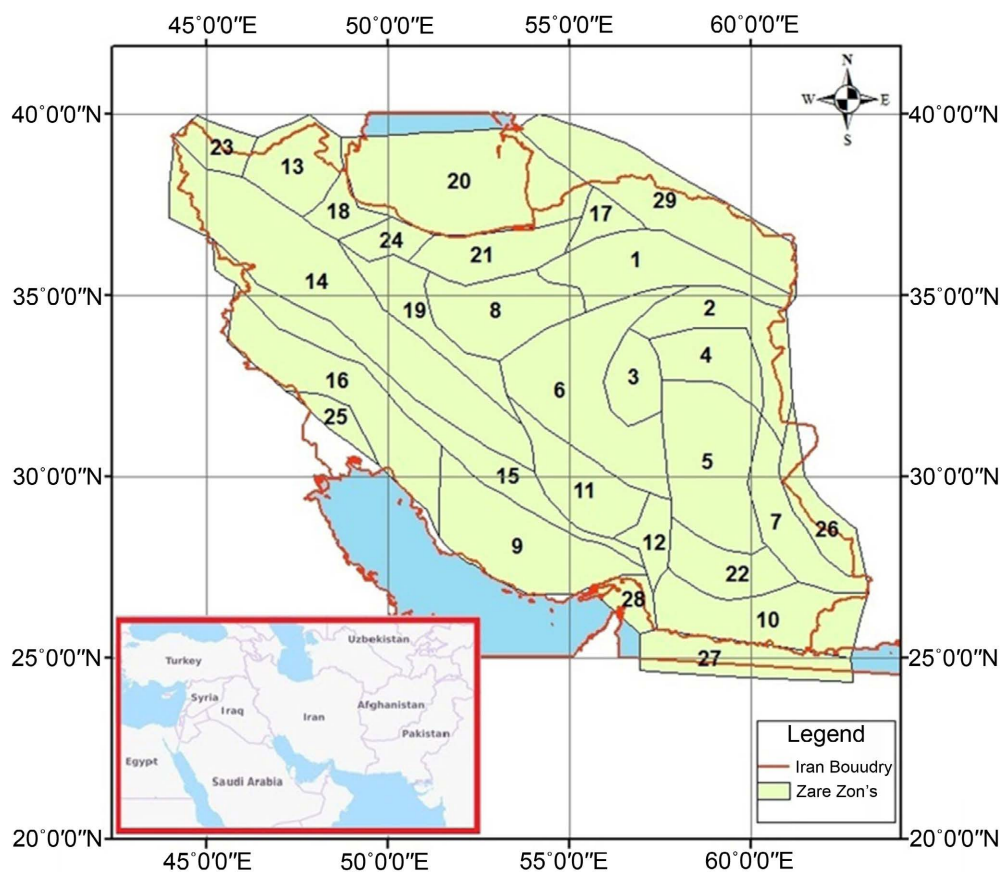 45°0'0"E 50°0'0"E 55°0'0"E 60°0'0"E
N
W E
S
40°0'0"N 40°0'0"N
23
13
20
29
18
17
24
21
1
14
19
8
2
35°0'0"N 35°0'0"N
4
3
16
6
25
5
15
30°0'0"N 30°0'0"N
11
7
26
9
12
22
28
10
27
25°0'0"N 25°0'0"N
Uzbekistan
Turkey
Syria
Iraq
Iran
Afghanistan
Pakistan
Egypt
Saudi Arabia
Legend
Iran Bouudry
Zare Zon's
20°0'0"N 20°0'0"N
45°0'0"E 50°0'0"E 55°0'0"E 60°0'0"E